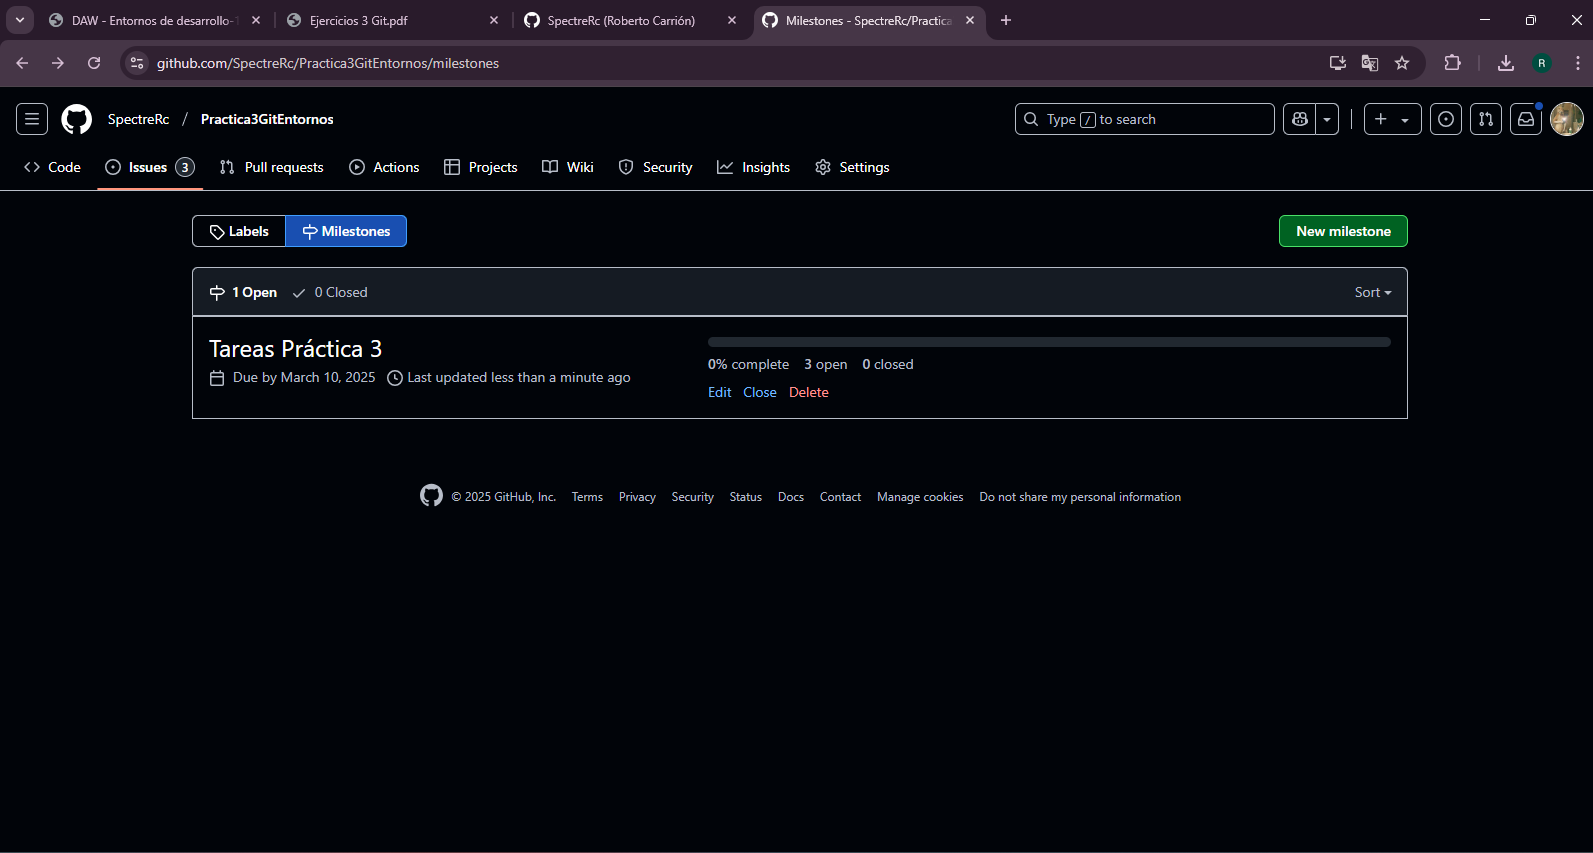 DAW - Entornos de desarrollo-
Ejercicios 3 Git.pdf
SpectreRc (Roberto Carrión)
Milestones - SpectreRc/Practica
github.com/SpectreRc/Practica3GitEntornos/milestones
R
SpectreRc / Practica3GitEntornos
Type / to search
Code
Issues 3
Pull requests
Actions
Projects
Wiki
Security
Insights
Settings
Labels
Milestones
New milestone
1 Open
0 Closed
Sort
Tareas Práctica 3
Due by March 10, 2025
Last updated less than a minute ago
0% complete 3 open 0 closed
Edit Close Delete
© 2025 GitHub, Inc. Terms Privacy Security Status Docs Contact Manage cookies Do not share my personal information